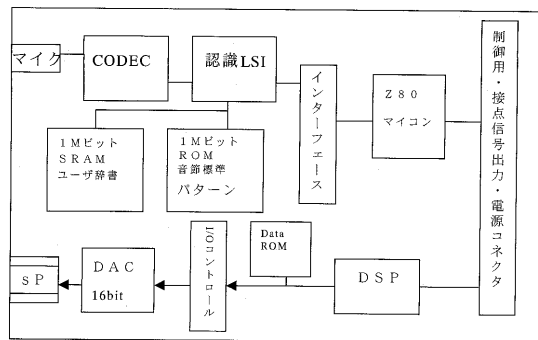 マイク
CODEC
認識LSI
インターフェース
Z80
マイコン
制御用・接点信号出力・電源コネクタ
1Mビット
SRAM
ユーザ辞書
1Mビット
ROM
音節標準
パターン
SP
DAC
16bit
I/Oコントロール
Data
ROM
DSP